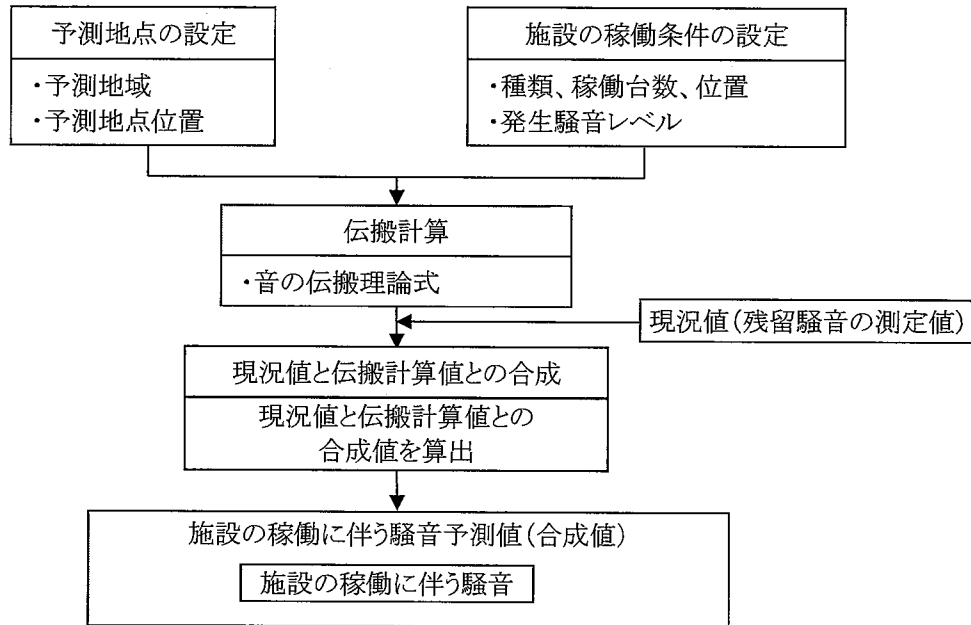 予測地点の設定
・予測地域
・予測地点位置
施設の稼働条件の設定
・種類、稼働台数、位置
・発生騒音レベル
伝搬計算
・音の伝搬理論式
現況値(残留騒音の測定値)
現況値と伝搬計算値との合成
現況値と伝搬計算値との
合成値を算出
施設の稼働に伴う騒音予測値(合成値)
施設の稼働に伴う騒音